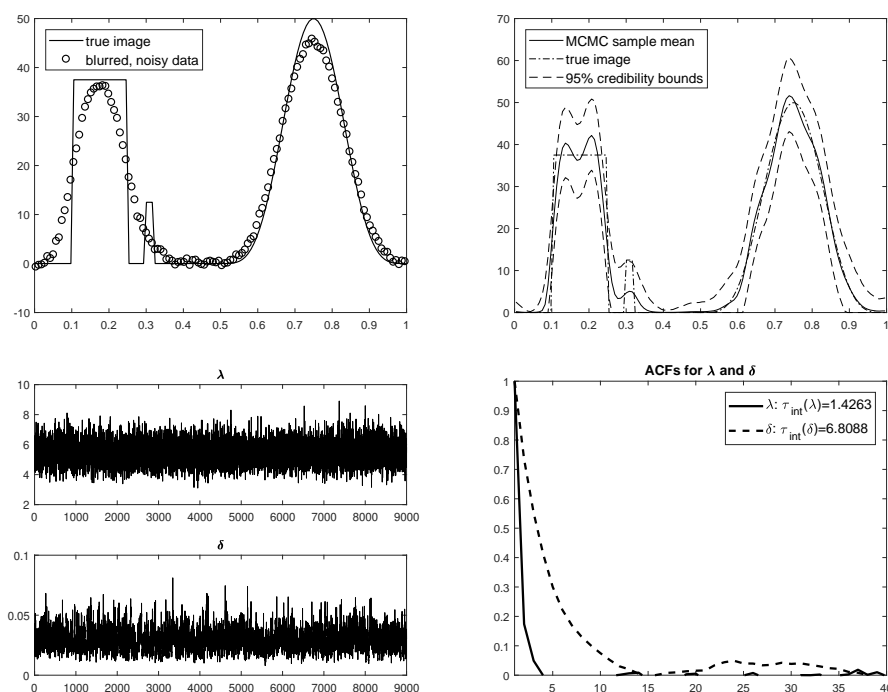 50
40
30
20
10
0
-10
true image
blurred, noisy data
0 0.1 0.2 0.3 0.4 0.5 0.6 0.7 0.8 0.9 1
70
60
50
40
30
20
10
0
MCMC sample mean
true image
95% credibility bounds
0 0.1 0.2 0.3 0.4 0.5 0.6 0.7 0.8 0.9 1
λ
10
8
6
4
2
0 1000 2000 3000 4000 5000 6000 7000 8000 9000
δ
0.1
0.05
0
0 1000 2000 3000 4000 5000 6000 7000 8000 9000
ACFs for λ and δ
1
0.9
0.8
0.7
0.6
0.5
0.4
0.3
0.2
0.1
0
λ: τ_int(λ)=1.4263
δ: τ_int(δ)=6.8088
5 10 15 20 25 30 35 40